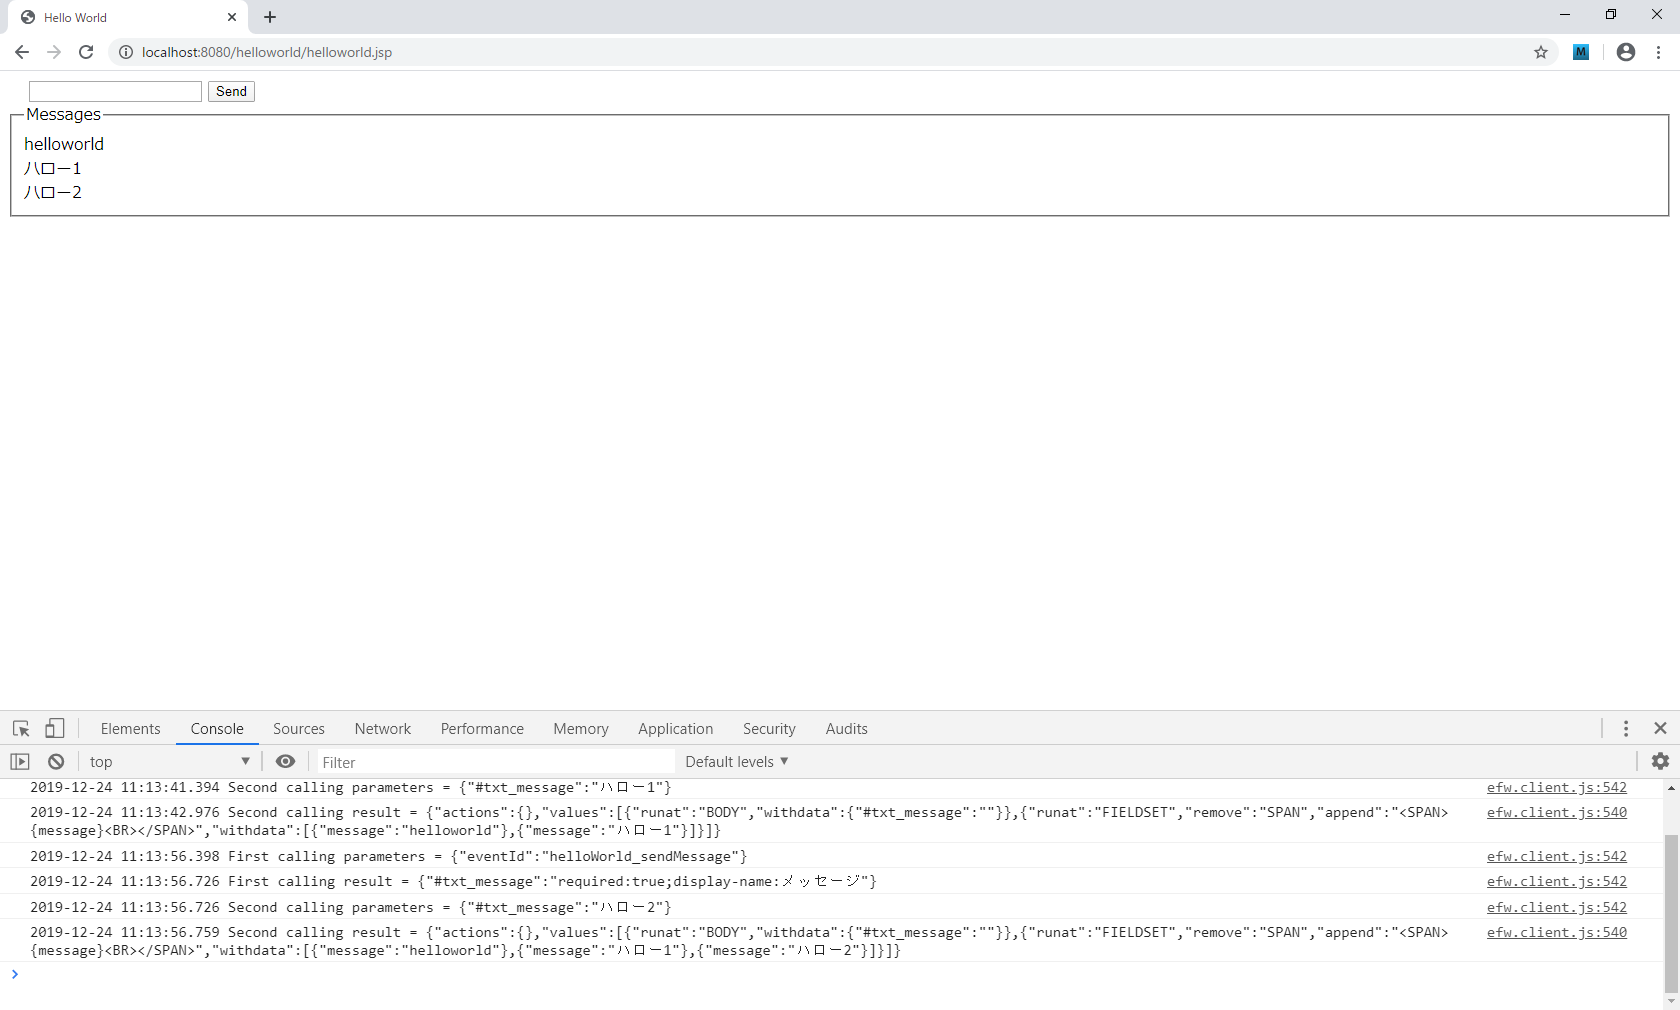 Hello World
localhost:8080/helloworld/helloworld.jsp
M
Send
Messages
helloworld
ハロー1
ハロー2
Elements Console Sources Network Performance Memory Application Security Audits
top Filter Default levels
2019-12-24 11:13:41.394 Second calling parameters = {"#txt_message":"ハロー1"} efw.client.js:542
2019-12-24 11:13:42.976 Second calling result = {"actions":{},"values":[{"runat":"BODY","withdata":{"#txt_message":""}},{"runat":"FIELDSET","remove":"SPAN","append":"<SPAN> efw.client.js:540
{message}<BR></SPAN>","withdata":[{"message":"helloworld"},{"message":"ハロー1"}]}]}
2019-12-24 11:13:56.398 First calling parameters = {"eventId":"helloWorld_sendMessage"} efw.client.js:542
2019-12-24 11:13:56.726 First calling result = {"#txt_message":"required:true;display-name:メッセージ"} efw.client.js:542
2019-12-24 11:13:56.726 Second calling parameters = {"#txt_message":"ハロー2"} efw.client.js:542
2019-12-24 11:13:56.759 Second calling result = {"actions":{},"values":[{"runat":"BODY","withdata":{"#txt_message":""}},{"runat":"FIELDSET","remove":"SPAN","append":"<SPAN> efw.client.js:540
{message}<BR></SPAN>","withdata":[{"message":"helloworld"},{"message":"ハロー1"},{"message":"ハロー2"}]}]}